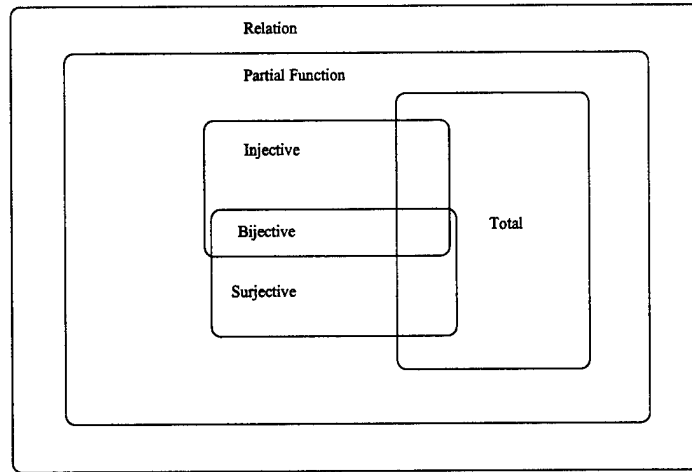 Relation
Partial Function
Injective
Total
Bijective
Surjective